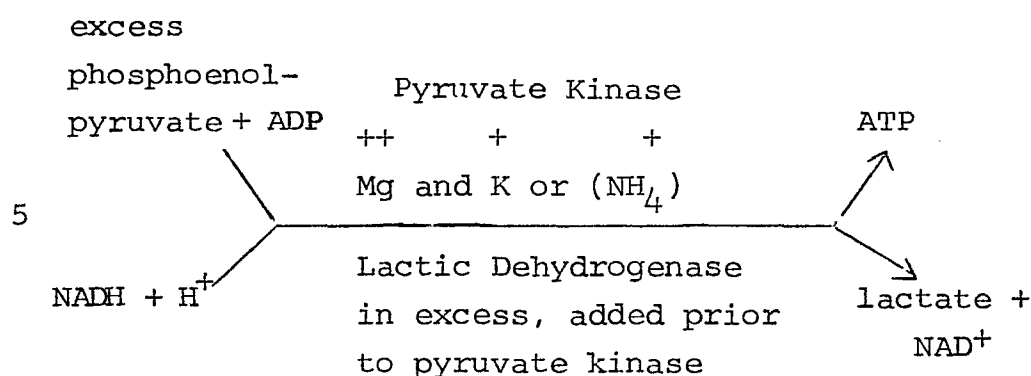 excess
phosphoenol-
pyruvate + ADP
Pyruvate Kinase
++ + +
Mg and K or (NH4)
ATP
5
NADH + H+
Lactic Dehydrogenase
in excess, added prior
to pyruvate kinase
lactate +
NAD+